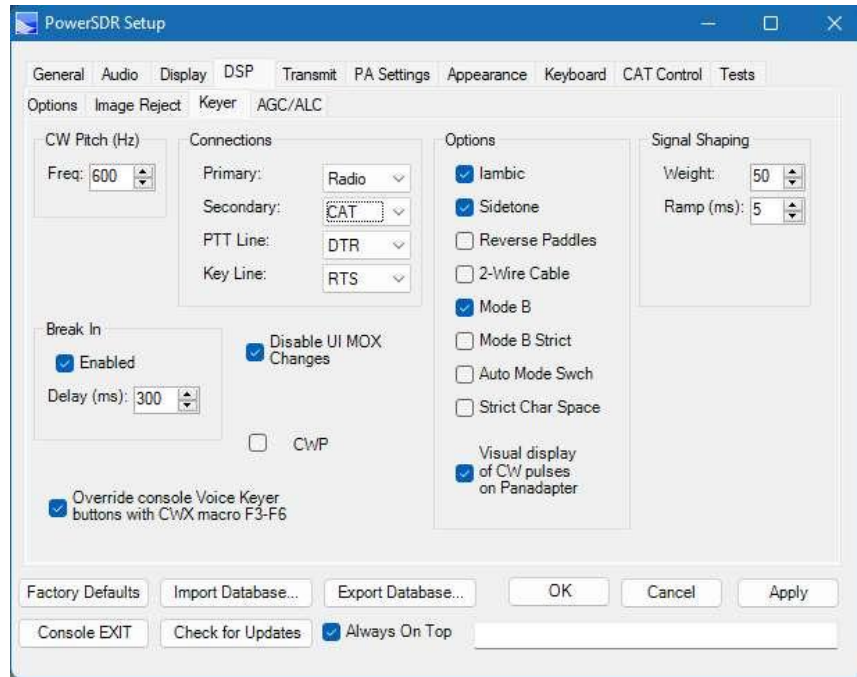 PowerSDR Setup
General Audio Display DSP Transmit PA Settings Appearance Keyboard CAT Control Tests
Options Image Reject Keyer AGC/ALC
CW Pitch (Hz)
Freq: 600
Connections
Primary: Radio
Secondary: CAT
PTT Line: DTR
Key Line: RTS
Options
Iambic
Sidetone
Reverse Paddles
2-Wire Cable
Mode B
Mode B Strict
Auto Mode Swch
Strict Char Space
Visual display
of CW pulses
on Panadapter
Signal Shaping
Weight: 50
Ramp (ms): 5
Break In
Enabled
Delay (ms): 300
Disable UI MOX
Changes
CWP
Override console Voice Keyer
buttons with CWX macro F3-F6
Factory Defaults Import Database... Export Database... OK Cancel Apply
Console EXIT Check for Updates Always On Top